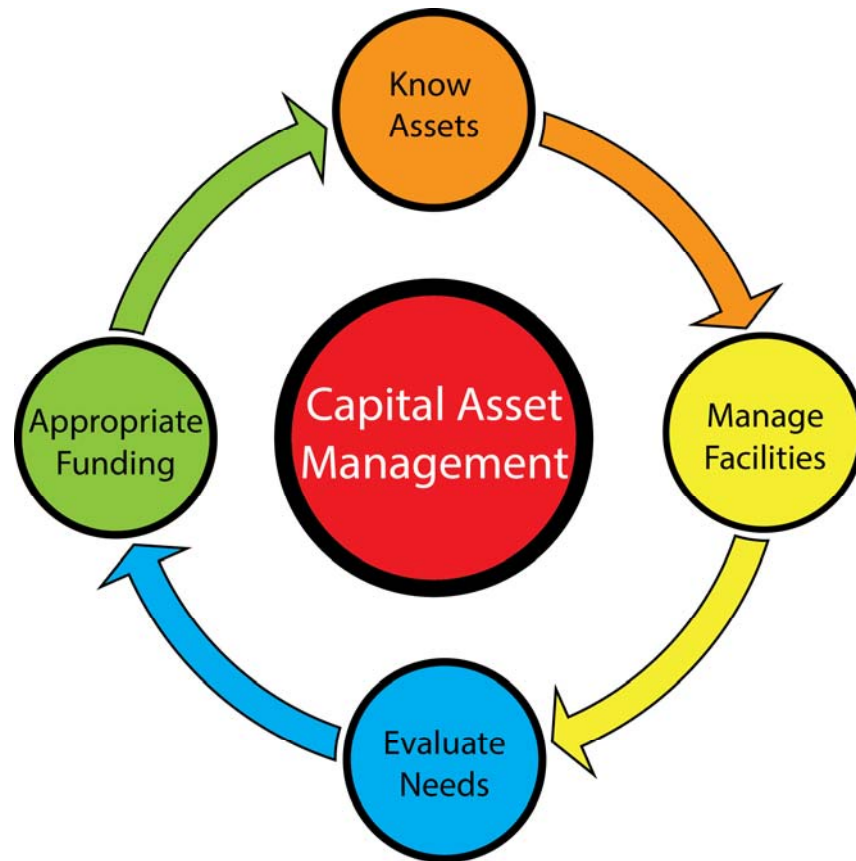 Know
Assets
Manage
Facilities
Evaluate
Needs
Appropriate
Funding
Capital Asset
Management